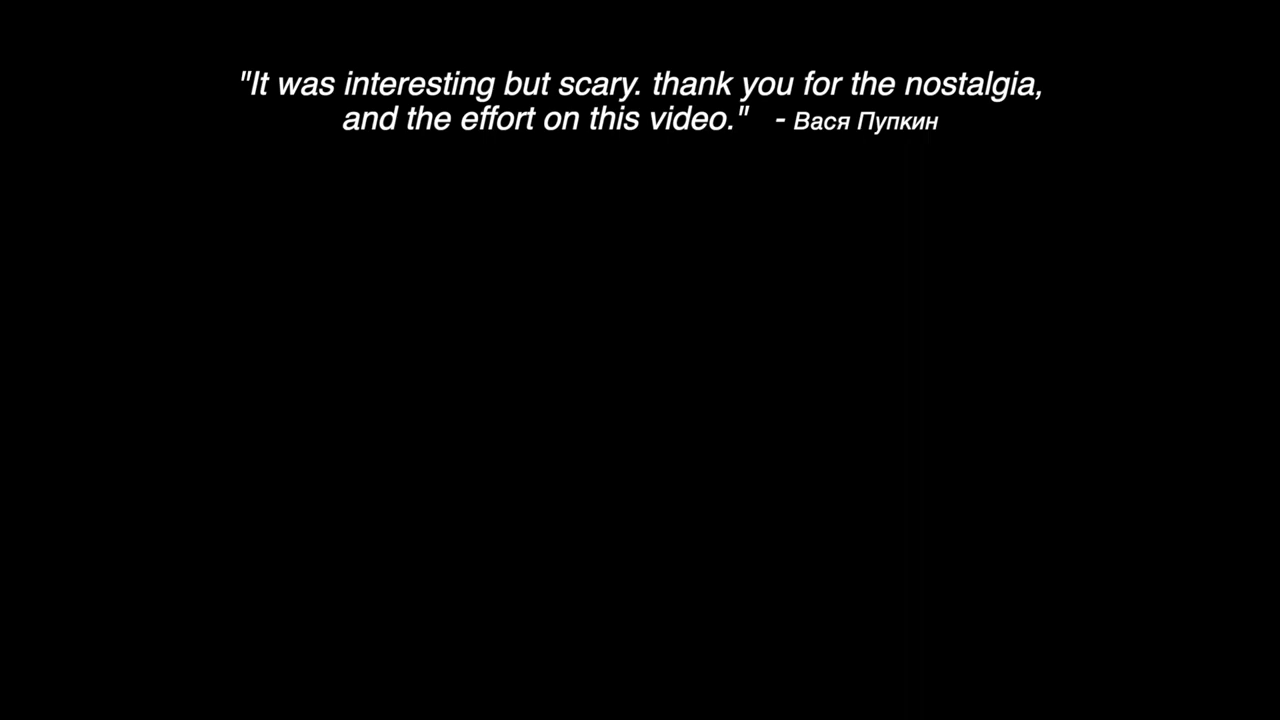 "It was interesting but scary. thank you for the nostalgia,
and the effort on this video." - Вася Пупкин